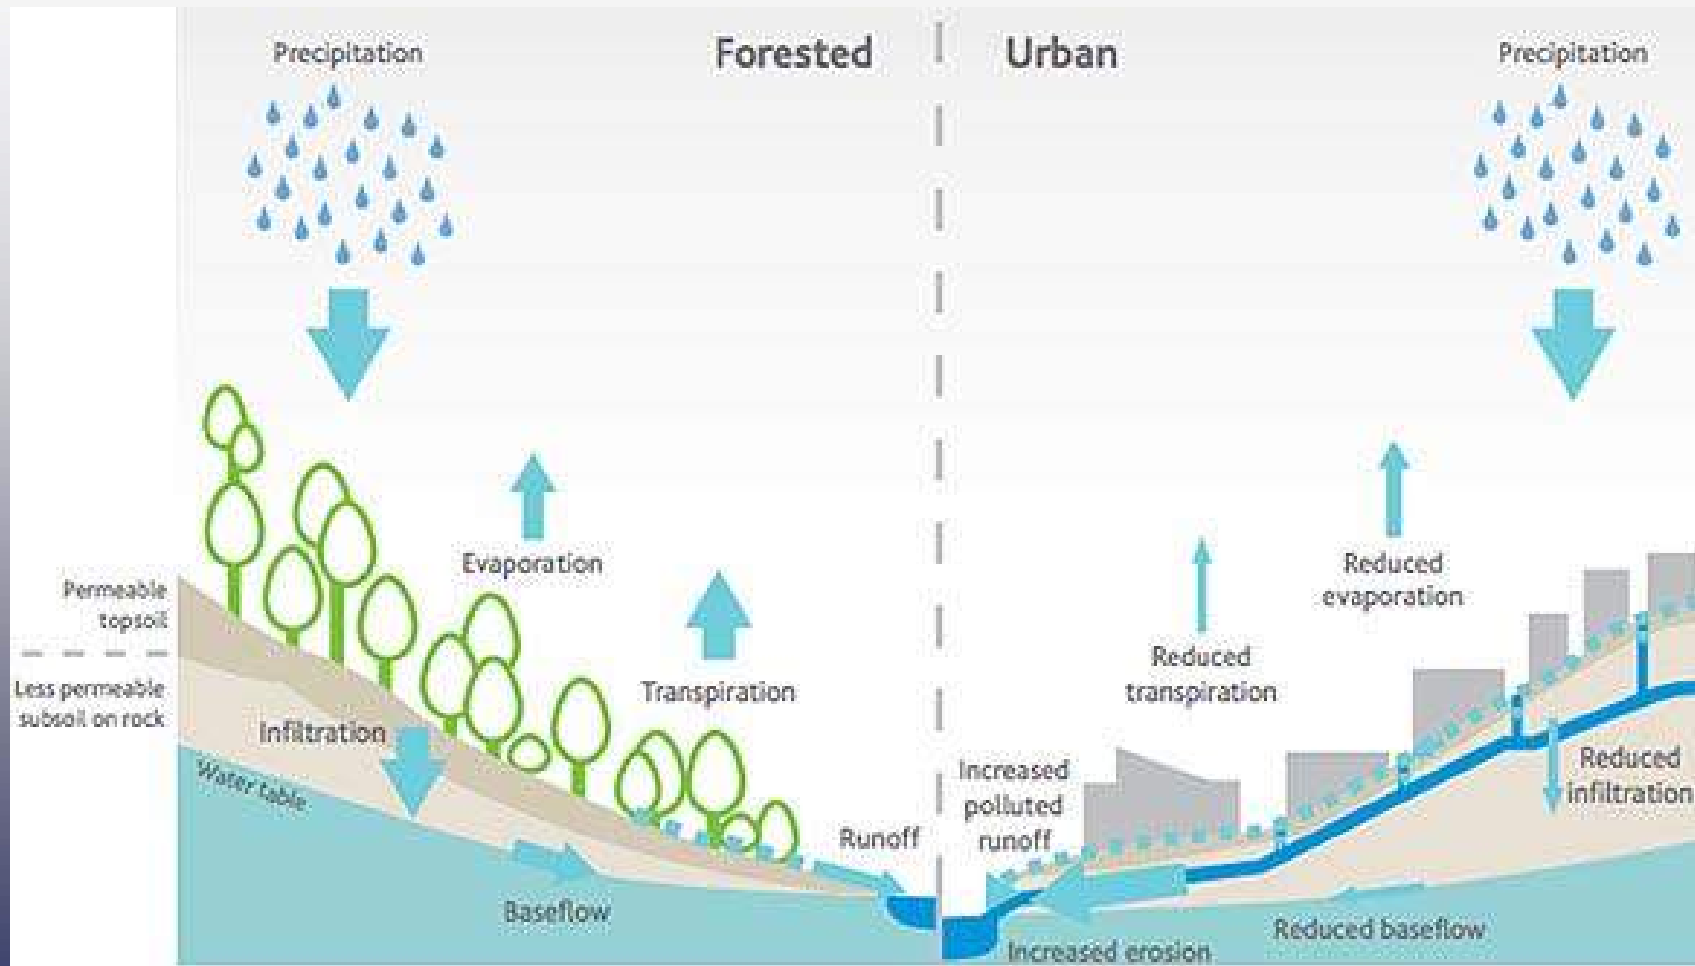 Precipitation
Forested
Urban
Precipitation
Evaporation
Permeable
topsoil
Less permeable
subsoil on rock
Transpiration
Infiltration
Water table
Runoff
Baseflow
Reduced
evaporation
Reduced
transpiration
Increased
polluted
runoff
Reduced
infiltration
Reduced baseflow
Increased erosion